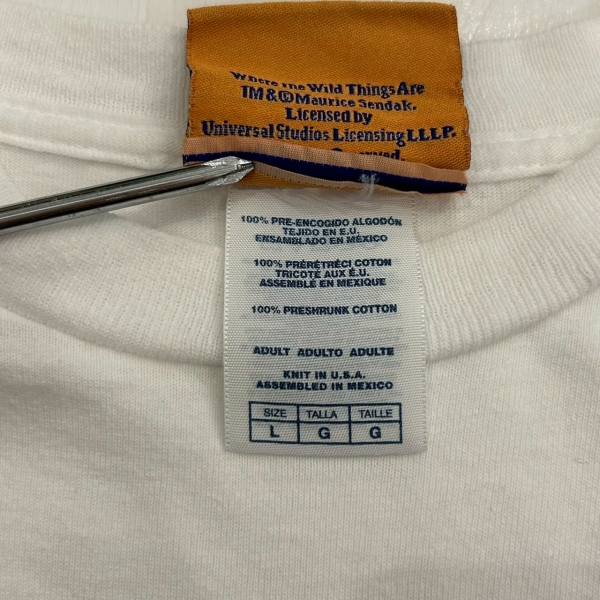 Where The Wild Things Are
TM&©Maurice Sendak.
Licensed by
Universal Studios Licensing LLLP.
100% PRE-ENCOGIDO ALGODÓN
TEJIDO EN E.U.
ENSAMBLADO EN MÉXICO
100% PRÉRÉTRÉCI COTON
TRICOTÉ AUX É.U.
ASSEMBLÉ EN MEXIQUE
100% PRESHRUNK COTTON
ADULT ADULTO ADULTE
KNIT IN U.S.A.
ASSEMBLED IN MEXICO
SIZE TALLA TAILLE
L G G